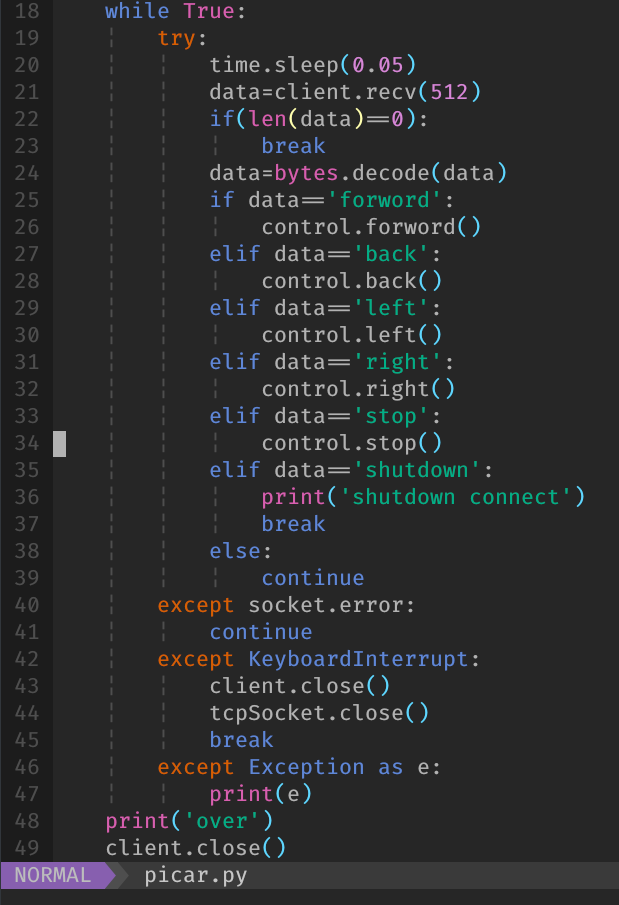 18     while True:
19         try:
20             time.sleep(0.05)
21             data=client.recv(512)
22             if(len(data)==0):
23                 break
24             data=bytes.decode(data)
25             if data=='forword':
26                 control.forword()
27             elif data=='back':
28                 control.back()
29             elif data=='left':
30                 control.left()
31             elif data=='right':
32                 control.right()
33             elif data=='stop':
34                 control.stop()
35             elif data=='shutdown':
36                 print('shutdown connect')
37                 break
38             else:
39                 continue
40         except socket.error:
41             continue
42         except KeyboardInterrupt:
43             client.close()
44             tcpSocket.close()
45             break
46         except Exception as e:
47             print(e)
48     print('over')
49     client.close()
NORMAL picar.py